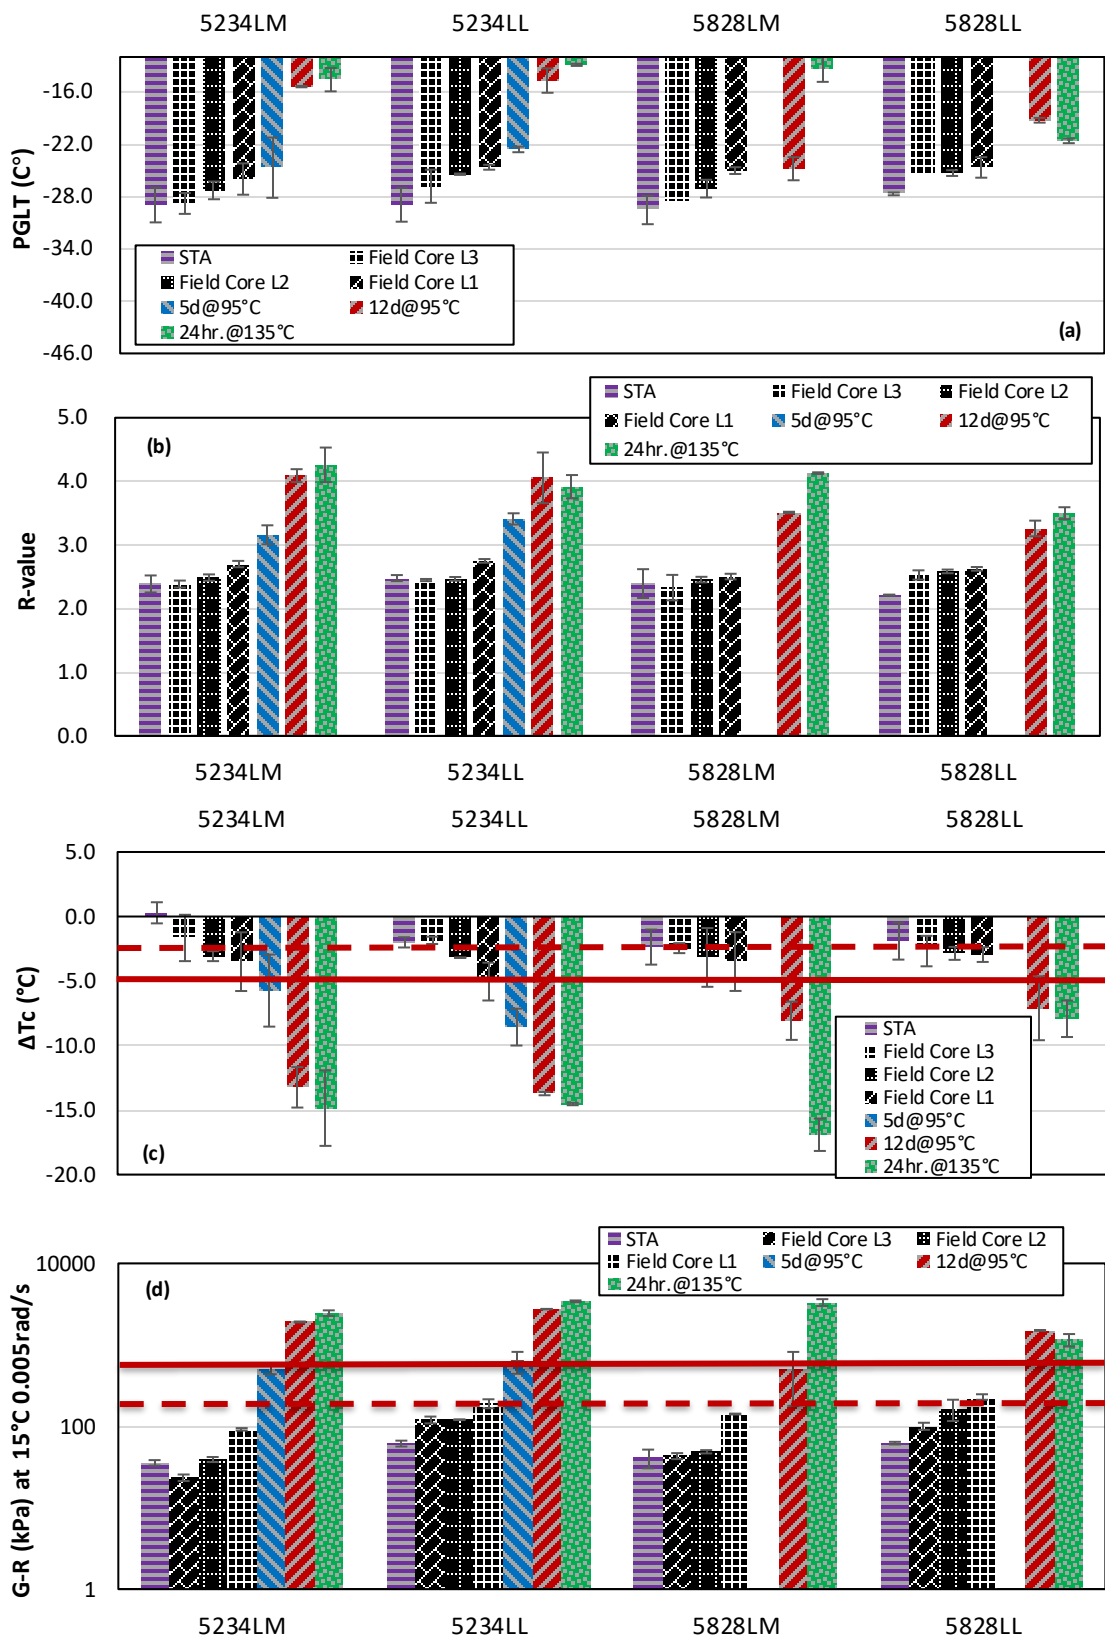 5234LM 5234LL 5828LM 5828LL
-16.0
-22.0
-28.0
-34.0
-40.0
-46.0
PGLT (C°)
STA Field Core L3
Field Core L2 Field Core L1
5d@95°C 12d@95°C
24hr.@135°C
(a)
STA Field Core L3 Field Core L2
Field Core L1 5d@95°C 12d@95°C
24hr.@135°C
(b)
5.0
4.0
3.0
2.0
1.0
0.0
R-value
5234LM 5234LL 5828LM 5828LL
5234LM 5234LL 5828LM 5828LL
5.0
0.0
-5.0
-10.0
-15.0
-20.0
ΔTc (°C)
STA
Field Core L3
Field Core L2
Field Core L1
5d@95°C
12d@95°C
24hr.@135°C
(c)
STA Field Core L3 Field Core L2
Field Core L1 5d@95°C 12d@95°C
24hr.@135°C
(d)
10000
100
1
G-R (kPa) at 15°C 0.005rad/s
5234LM 5234LL 5828LM 5828LL